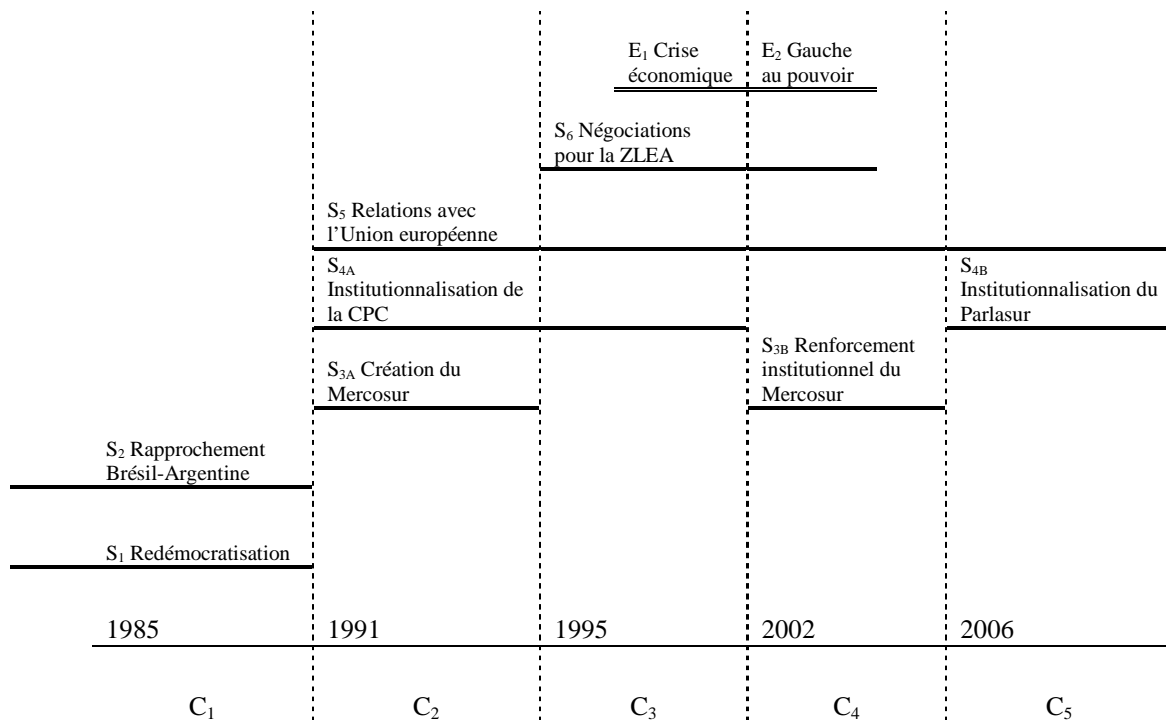 E₁ Crise
économique
E₂ Gauche
au pouvoir
S₆ Négociations
pour la ZLEA
S₅ Relations avec
l’Union européenne
S₄A
Institutionnalisation de
la CPC
S₄B
Institutionnalisation du
Parlasur
S₃A Création du
Mercosur
S₃B Renforcement
institutionnel du
Mercosur
S₂ Rapprochement
Brésil-Argentine
S₁ Redémocratisation
1985
1991
1995
2002
2006
C₁
C₂
C₃
C₄
C₅